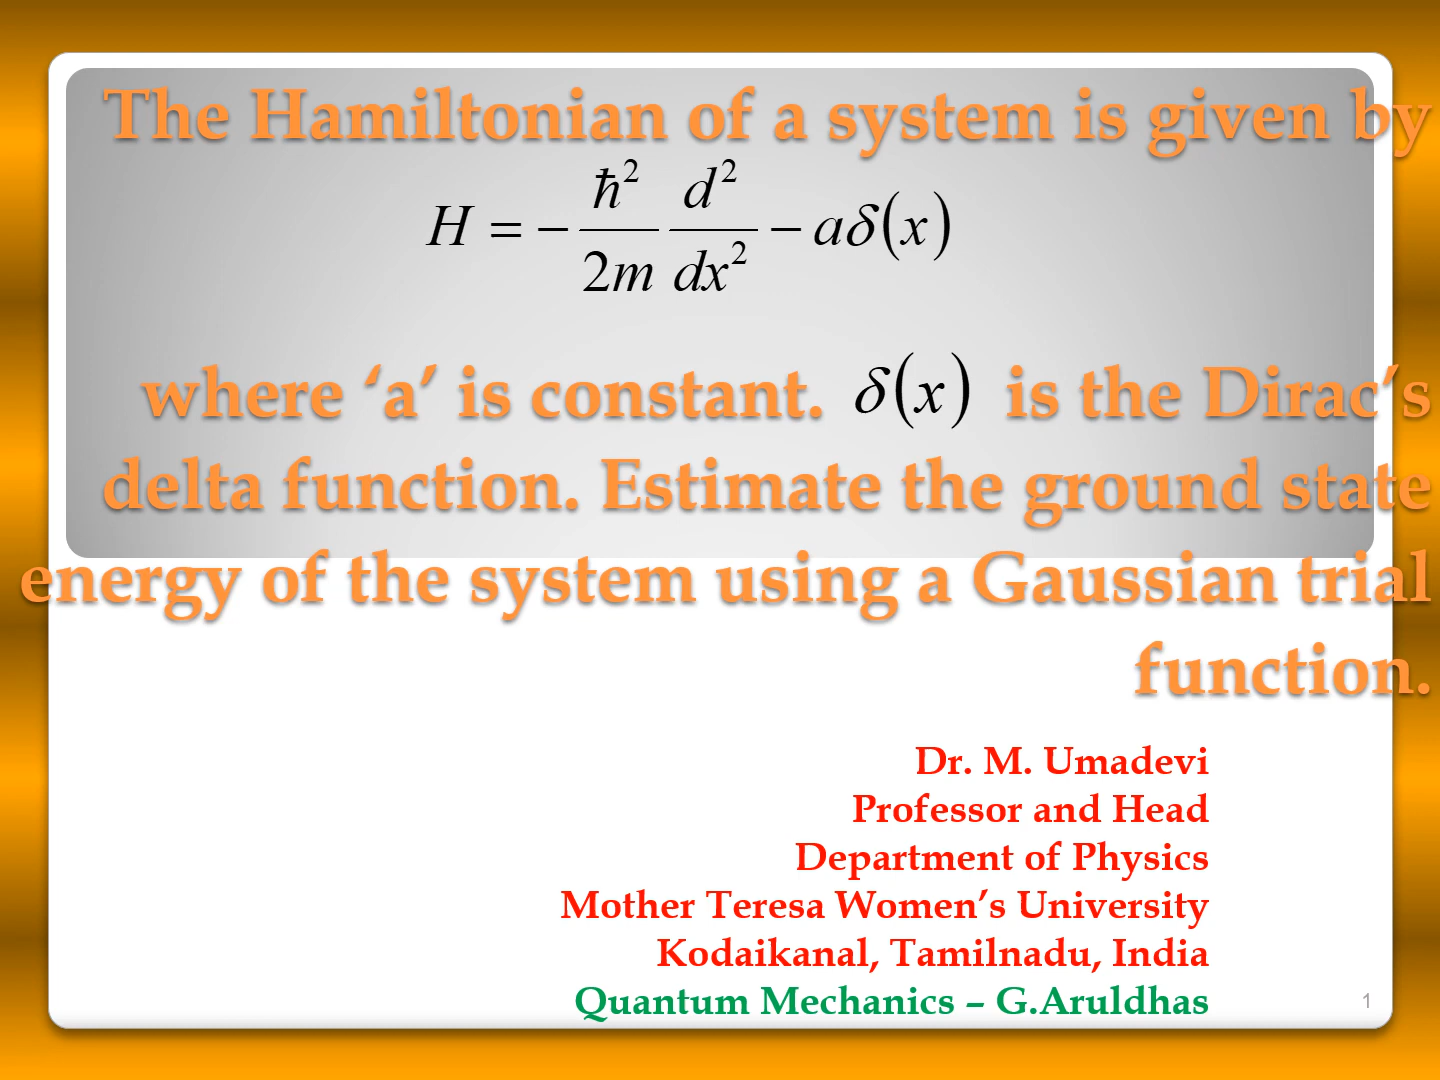 The Hamiltonian of a system is given by
H = −ħ²/2m d²/dx² − aδ(x)
where ‘a’ is constant. δ(x) is the Dirac’s
delta function. Estimate the ground state
energy of the system using a Gaussian trial
function.
Dr. M. Umadevi
Professor and Head
Department of Physics
Mother Teresa Women’s University
Kodaikanal, Tamilnadu, India
Quantum Mechanics – G.Aruldhas
1